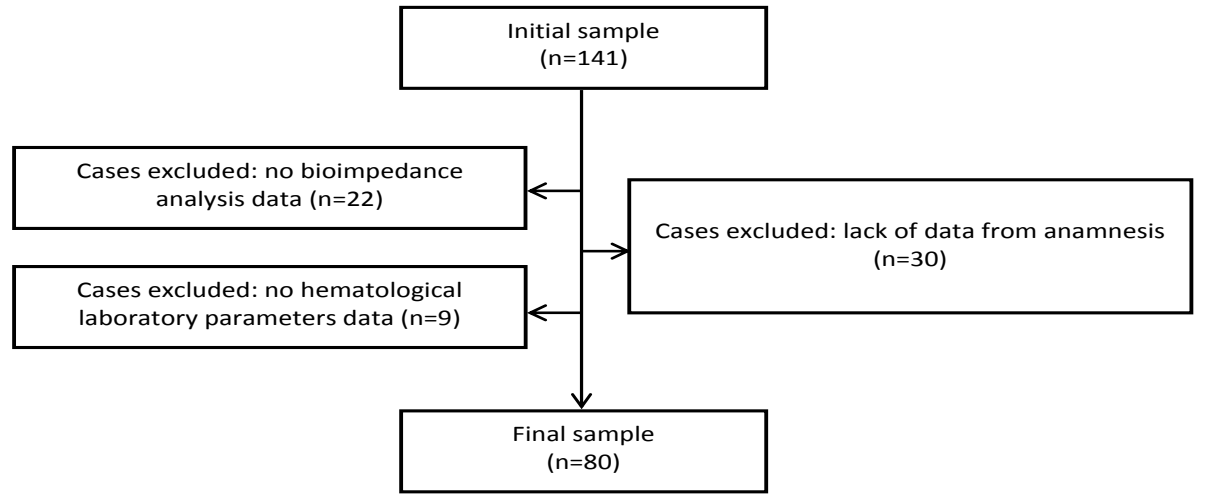 Initial sample
(n=141)
Cases excluded: no bioimpedance
analysis data (n=22)
Cases excluded: lack of data from anamnesis
(n=30)
Cases excluded: no hematological
laboratory parameters data (n=9)
Final sample
(n=80)